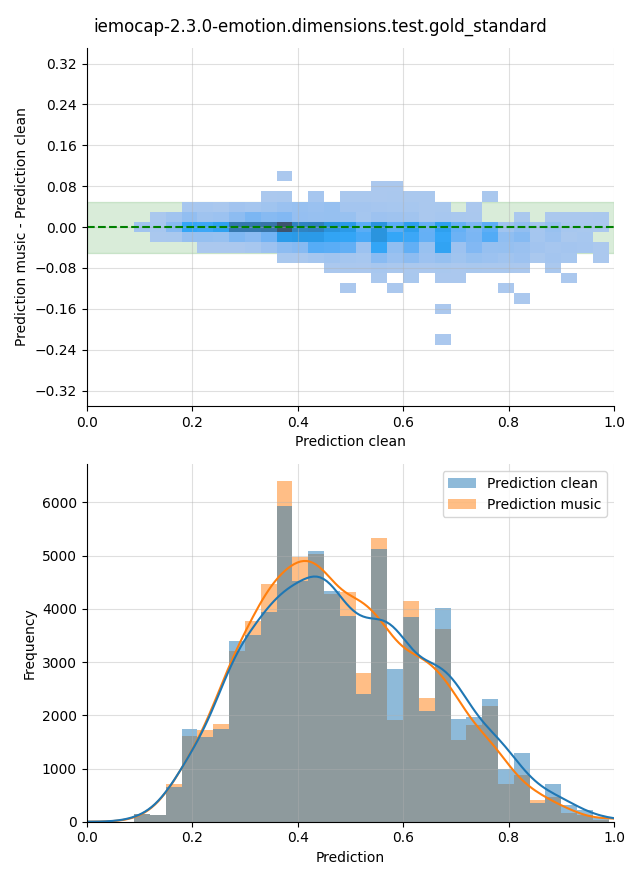 iemocap-2.3.0-emotion.dimensions.test.gold_standard
Prediction music - Prediction clean
0.32
0.24
0.16
0.08
0.00
−0.08
−0.16
−0.24
−0.32
0.0 0.2 0.4 0.6 0.8 1.0
Prediction clean
Frequency
6000
5000
4000
3000
2000
1000
0
Prediction clean
Prediction music
0.0 0.2 0.4 0.6 0.8 1.0
Prediction